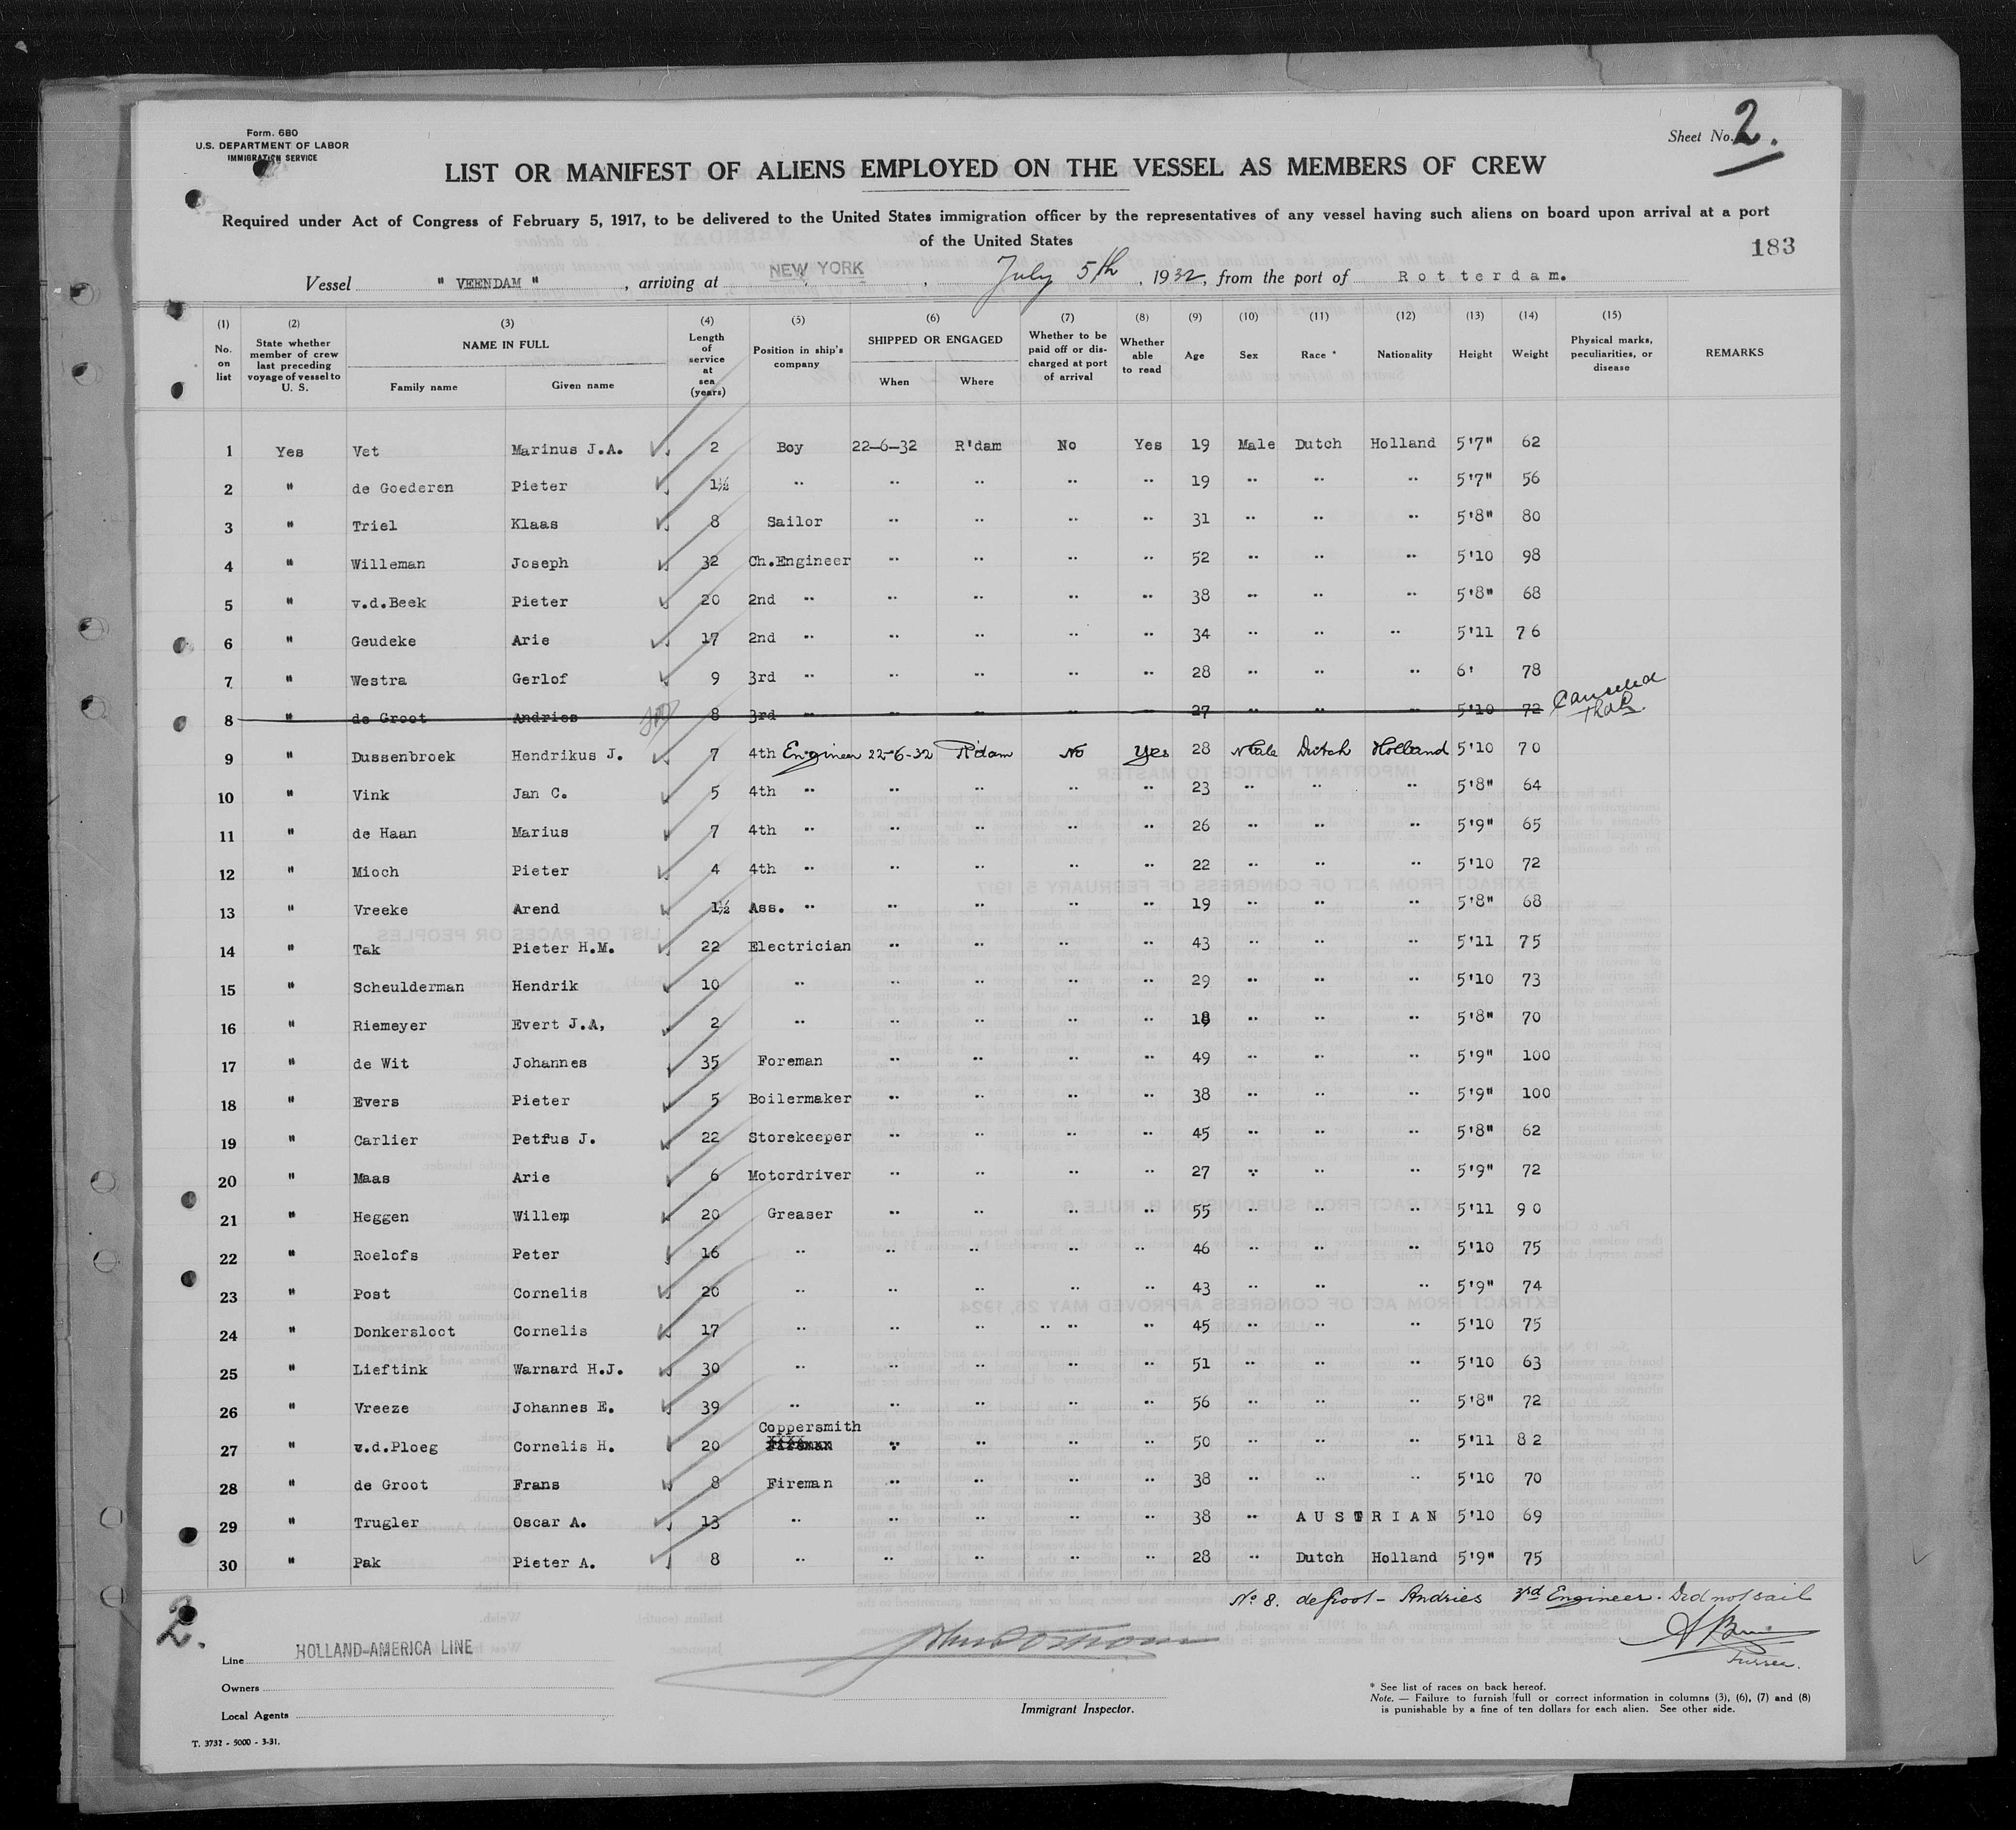 Form. 680
U.S. DEPARTMENT OF LABOR
IMMIGRATION SERVICE
Sheet No. 2.
LIST OR MANIFEST OF ALIENS EMPLOYED ON THE VESSEL AS MEMBERS OF CREW
Required under Act of Congress of February 5, 1917, to be delivered to the United States immigration officer by the representatives of any vessel having such aliens on board upon arrival at a port
of the United States
183
Vessel " VEENDAM " , arriving at NEW YORK , July 5th , 1932, from the port of Rotterdam.
(1) No. on list (2) State whether member of crew last preceding voyage of vessel to U. S. (3) NAME IN FULL Family name Given name (4) Length of service at sea (years) (5) Position in ship's company (6) SHIPPED OR ENGAGED When Where (7) Whether to be paid off or discharged at port of arrival (8) Whether able to read (9) Age (10) Sex (11) Race * (12) Nationality (13) Height (14) Weight (15) Physical marks, peculiarities, or disease REMARKS
1 Yes Vet Marinus J.A. 2 Boy 22-6-32 R'dam No Yes 19 Male Dutch Holland 5'7" 62
2 " de Goederen Pieter 1½ " " " " " 19 " " " 5'7" 56
3 " Triel Klaas 8 Sailor " " " " 31 " " " 5'8" 80
4 " Willeman Joseph 32 Ch.Engineer " " " " 52 " " " 5'10 98
5 " v.d.Beek Pieter 20 2nd " " " " " 38 " " " 5'8" 68
6 " Geudeke Arie 17 2nd " " " " " 34 " " " 5'11 76
7 " Westra Gerlof 9 3rd " " " " " 28 " " " 6' 78
8 " de Groot Andries 8 3rd " " " " " 27 " " " 5'10 72 Canceled
9 " Dussenbroek Hendrikus J. 7 4th Engineer 22-6-32 R'dam No Yes 28 Male Dutch Holland 5'10 70
10 " Vink Jan C. 5 4th " " " " " 23 " " " 5'8" 64
11 " de Haan Marius 7 4th " " " " " 26 " " " 5'9" 65
12 " Mioch Pieter 4 4th " " " " " 22 " " " 5'10 72
13 " Vreeke Arend 1½ Ass. " " " " " 19 " " " 5'8" 68
14 " Tak Pieter H.M. 22 Electrician " " " " 43 " " " 5'11 75
15 " Scheulderman Hendrik 10 " " " " " 29 " " " 5'10 73
16 " Riemeyer Evert J.A, 2 " " " " " 18 " " " 5'8" 70
17 " de Wit Johannes 35 Foreman " " " " 49 " " " 5'9" 100
18 " Evers Pieter 5 Boilermaker " " " " 38 " " " 5'9" 100
19 " Carlier Petrus J. 22 Storekeeper " " " " 45 " " " 5'8" 62
20 " Maas Arie 6 Motordriver " " " " 27 " " " 5'9" 72
21 " Heggen Willem 20 Greaser " " " " 55 " " " 5'11 90
22 " Roelofs Peter 16 " " " " " 46 " " " 5'10 75
23 " Post Cornelis 20 " " " " " 43 " " " 5'9" 74
24 " Donkersloot Cornelis 17 " " " " " " 45 " " " 5'10 75
25 " Lieftink Warnard H.J. 30 " " " " " 51 " " " 5'10 63
26 " Vreeze Johannes E. 39 " " " " " 56 " " " 5'8" 72
27 " v.d.Ploeg Cornelis H. 20 Coppersmith Fireman " " " " 50 " " " 5'11 82
28 " de Groot Frans 8 Fireman " " " " 38 " " " 5'10 70
29 " Trugler Oscar A. 13 " " " " " 38 " AUSTRIAN 5'10 69
30 " Pak Pieter A. 8 " " " " " 28 " Dutch Holland 5'9" 75
No 8. de Groot - Andries 3rd Engineer. Did not sail
2.
Line HOLLAND-AMERICA LINE
Owners
Local Agents
Immigrant Inspector.
Purser.
* See list of races on back hereof.
Note. — Failure to furnish full or correct information in columns (3), (6), (7) and (8)
is punishable by a fine of ten dollars for each alien. See other side.
T. 3732 - 5000 - 3-31.